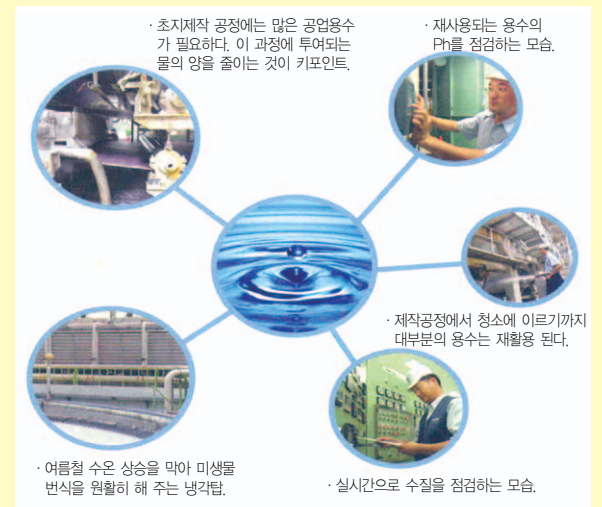 · 초지제작 공정에는 많은 공업용수
가 필요하다. 이 과정에 투여되는
물의 양을 줄이는 것이 키포인트.
· 재사용되는 용수의
Ph를 점검하는 모습.
· 제작공정에서 청소에 이르기까지
대부분의 용수는 재활용 된다.
· 여름철 수온 상승을 막아 미생물
번식을 원활히 해 주는 냉각탑.
· 실시간으로 수질을 점검하는 모습.